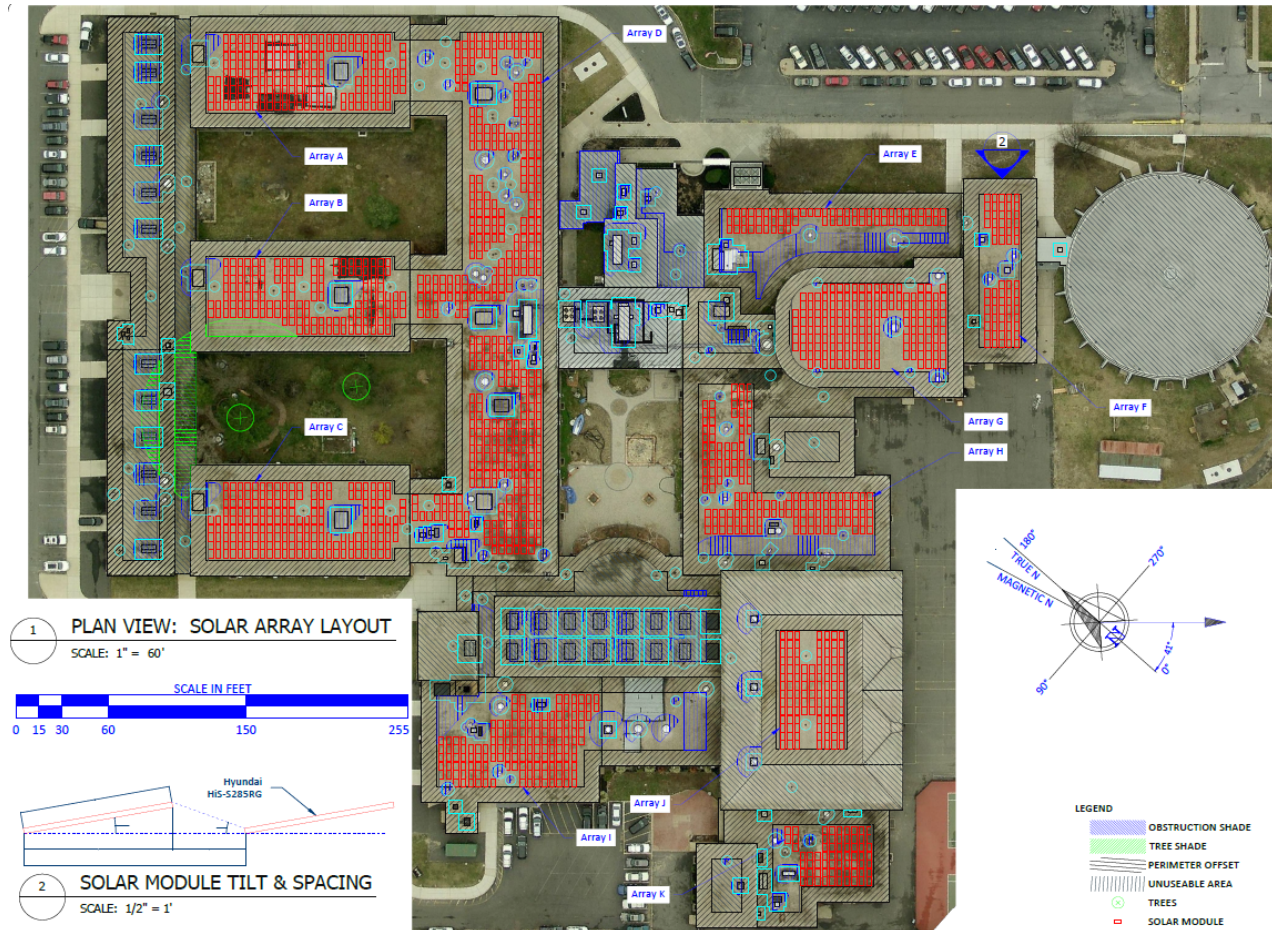 Array D
2
Array A
Array E
Array B
Array F
Array C
Array G
Array H
180°
TRUE N
MAGNETIC N
270°
N
41°
0°
90°
1
PLAN VIEW: SOLAR ARRAY LAYOUT
SCALE: 1" = 60'
SCALE IN FEET
0 15 30 60 150 255
Hyundai
HiS-S285RG
2
SOLAR MODULE TILT & SPACING
SCALE: 1/2" = 1'
Array J
Array I
Array K
LEGEND
OBSTRUCTION SHADE
TREE SHADE
PERIMETER OFFSET
UNUSEABLE AREA
TREES
SOLAR MODULE